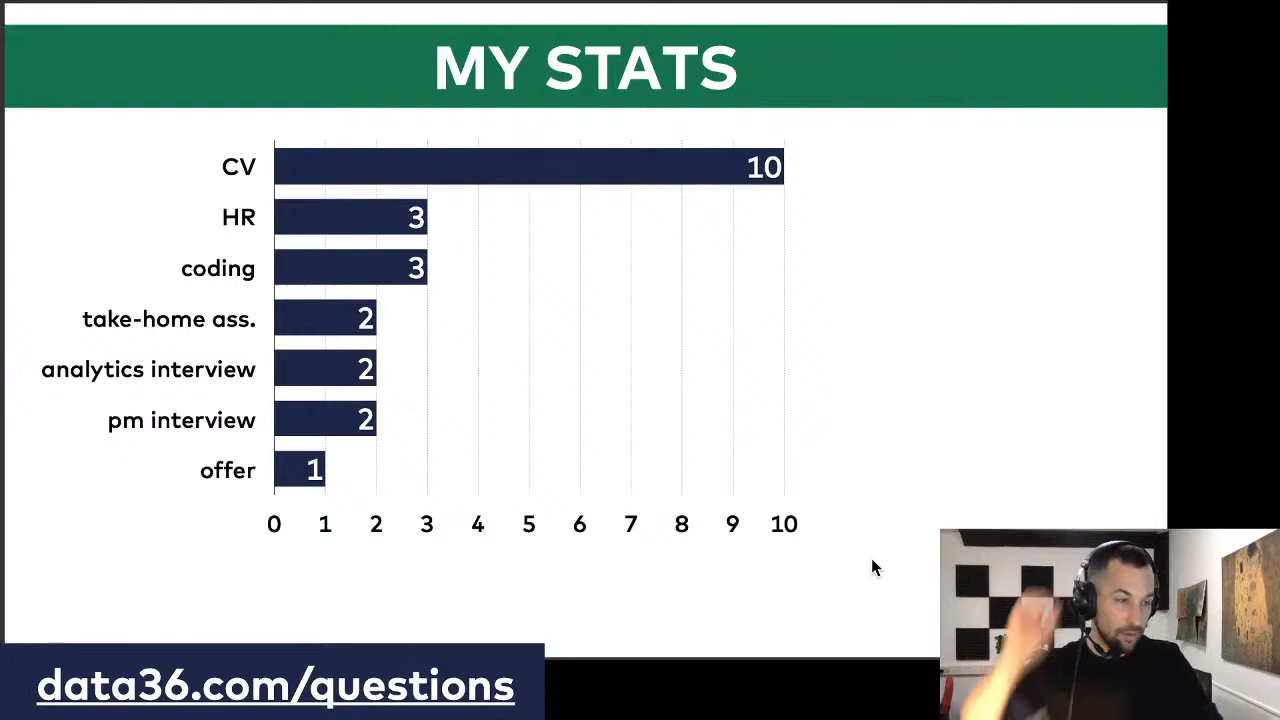 MY STATS
CV 10
HR 3
coding 3
take-home ass. 2
analytics interview 2
pm interview 2
offer 1
0 1 2 3 4 5 6 7 8 9 10
data36.com/questions